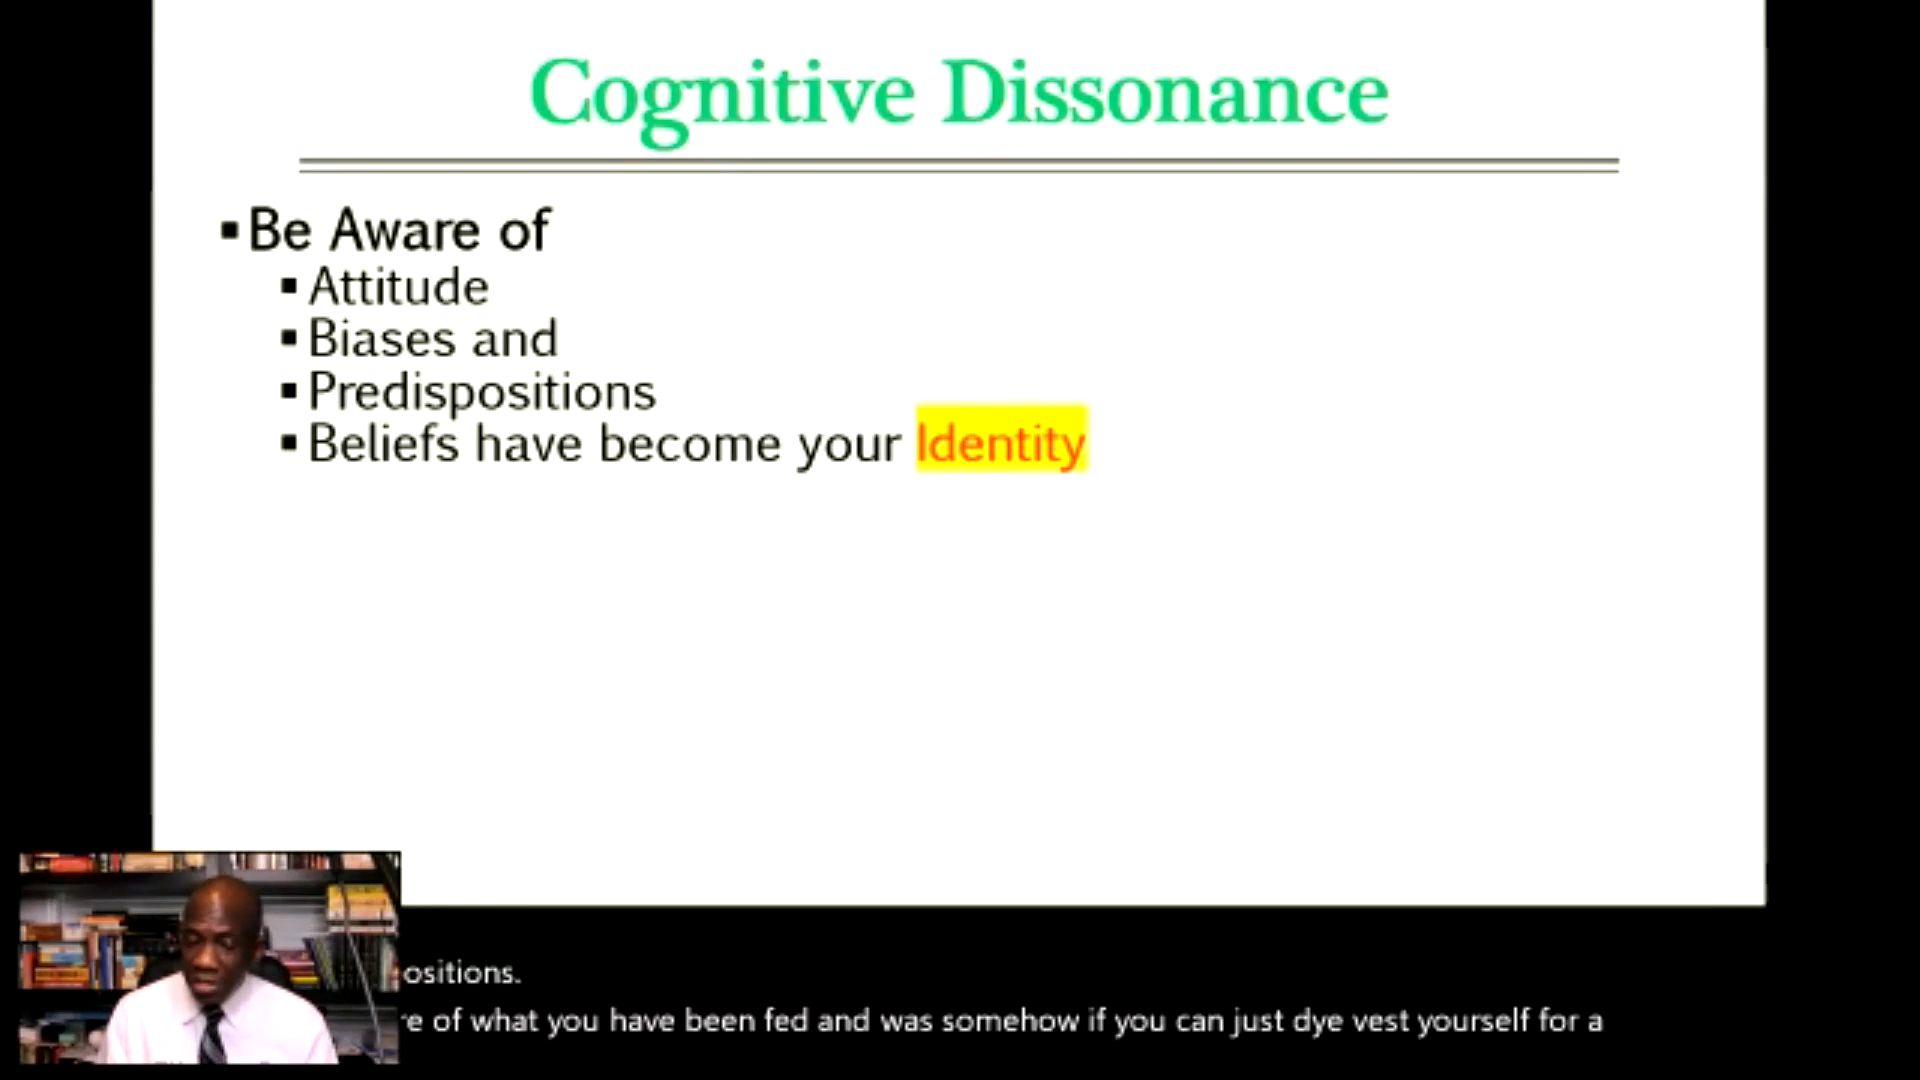 Cognitive Dissonance
Be Aware of
Attitude
Biases and
Predispositions
Beliefs have become your Identity
ositions.
re of what you have been fed and was somehow if you can just dye vest yourself for a